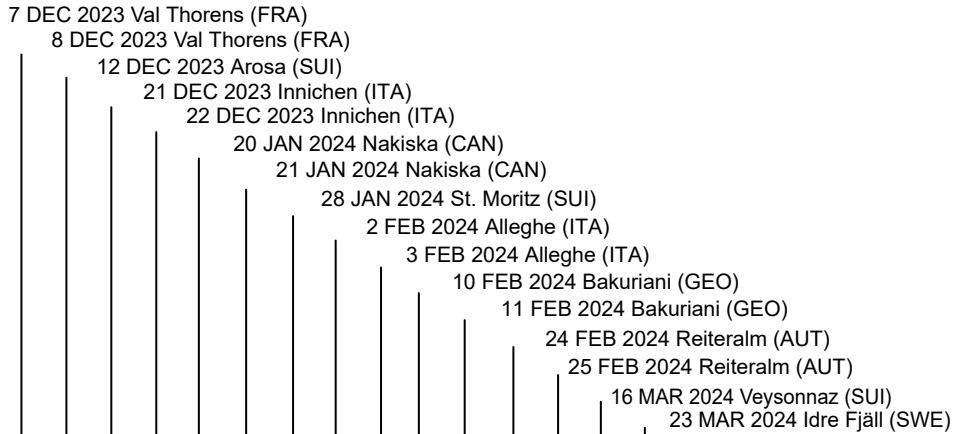 7 DEC 2023 Val Thorens (FRA)
8 DEC 2023 Val Thorens (FRA)
12 DEC 2023 Arosa (SUI)
21 DEC 2023 Innichen (ITA)
22 DEC 2023 Innichen (ITA)
20 JAN 2024 Nakiska (CAN)
21 JAN 2024 Nakiska (CAN)
28 JAN 2024 St. Moritz (SUI)
2 FEB 2024 Alleghe (ITA)
3 FEB 2024 Alleghe (ITA)
10 FEB 2024 Bakuriani (GEO)
11 FEB 2024 Bakuriani (GEO)
24 FEB 2024 Reiteralm (AUT)
25 FEB 2024 Reiteralm (AUT)
16 MAR 2024 Veysonnaz (SUI)
23 MAR 2024 Idre Fjäll (SWE)